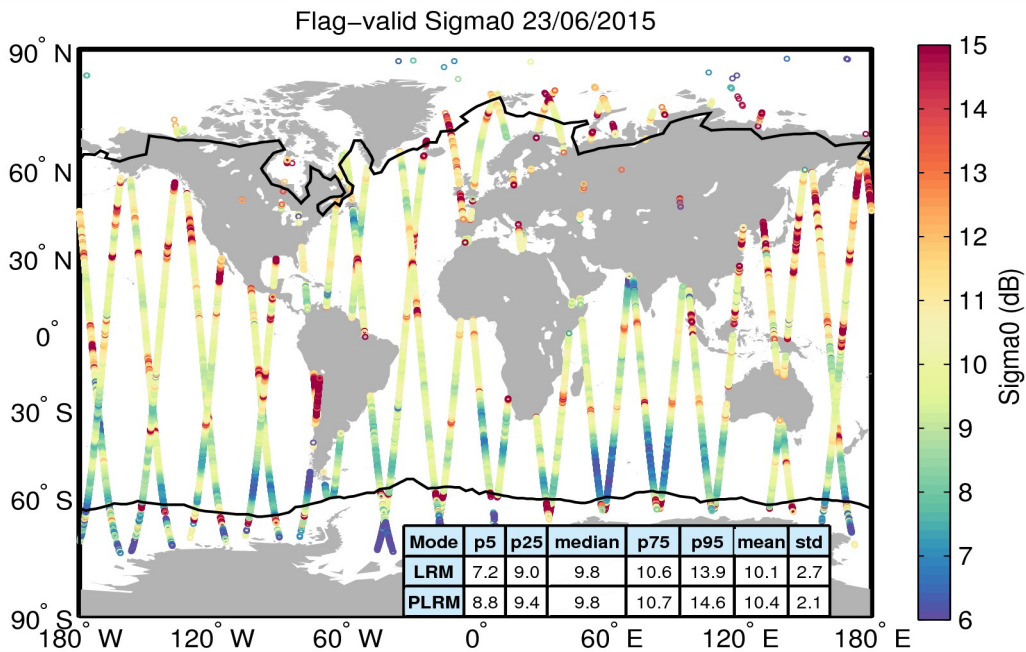 Flag−valid Sigma0 23/06/2015
90° N
60° N
30° N
0°
30° S
60° S
90° S
180° W
120° W
60° W
0°
60° E
120° E
180° E
Mode p5 p25 median p75 p95 mean std
LRM 7.2 9.0 9.8 10.6 13.9 10.1 2.7
PLRM 8.8 9.4 9.8 10.7 14.6 10.4 2.1
15
14
13
12
11
10
9
8
7
6
Sigma0 (dB)